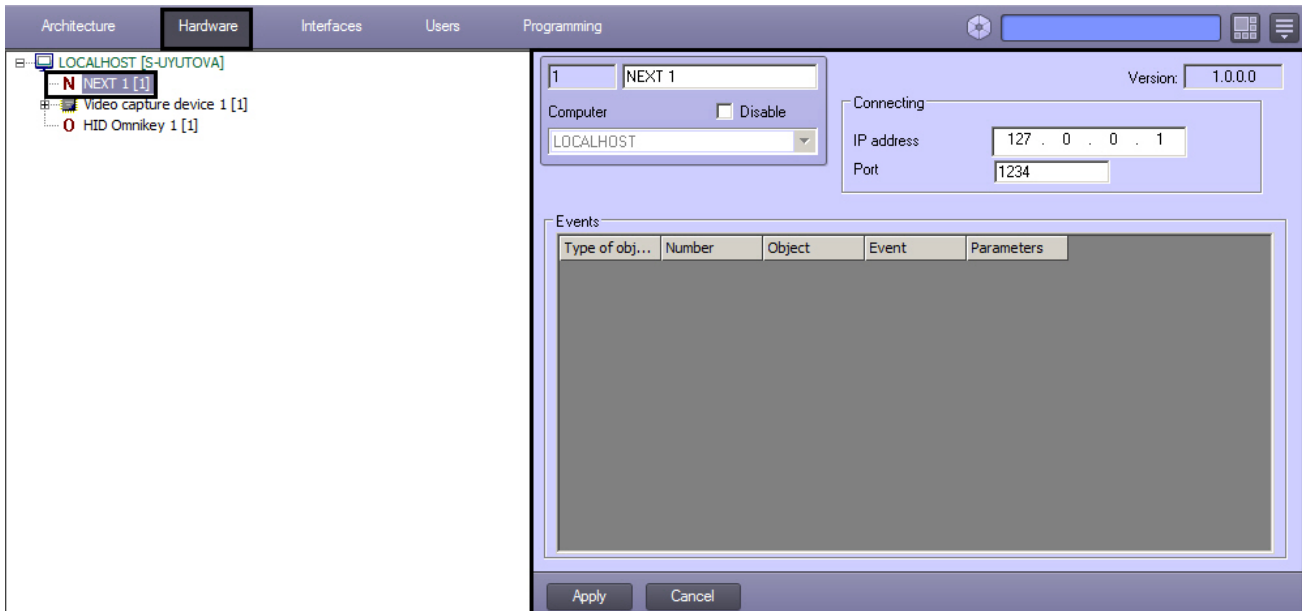 Architecture Hardware Interfaces Users Programming
LOCALHOST [S-UYUTOVA]
N NEXT 1 [1]
Video capture device 1 [1]
O HID Omnikey 1 [1]
1 NEXT 1
Computer Disable
LOCALHOST
Version: 1.0.0.0
Connecting
IP address 127 . 0 . 0 . 1
Port 1234
Events
Type of obj... Number Object Event Parameters
Apply Cancel